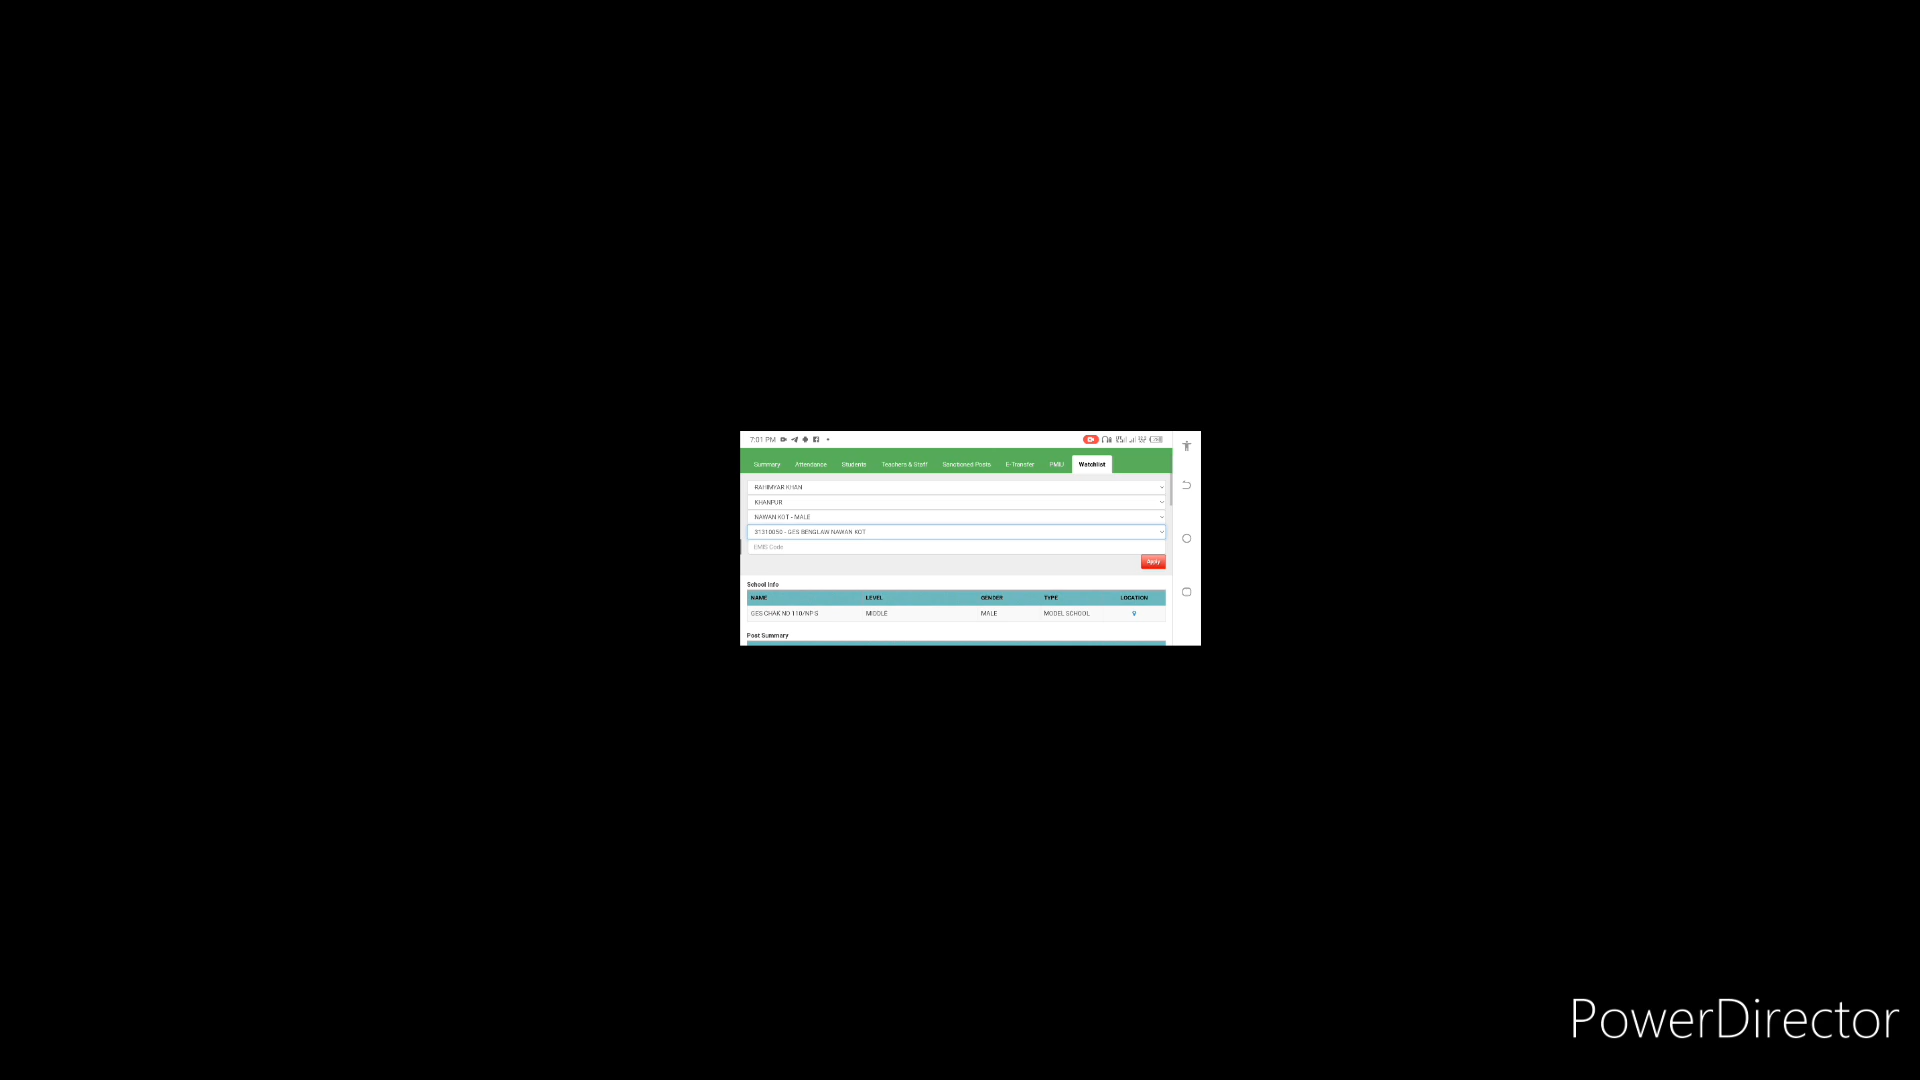 7:01 PM
Summary Attendance Students Teachers & Staff Sanctioned Posts E-Transfer PMIU Watchlist
RAHIMYAR KHAN
KHANPUR
NAWAN KOT - MALE
31310050 - GES BENGLAW NAWAN KOT
EMIS Code
Apply
School Info
NAME LEVEL GENDER TYPE LOCATION
GES CHAK NO 110/NP S MIDDLE MALE MODEL SCHOOL
Post Summary
PowerDirector